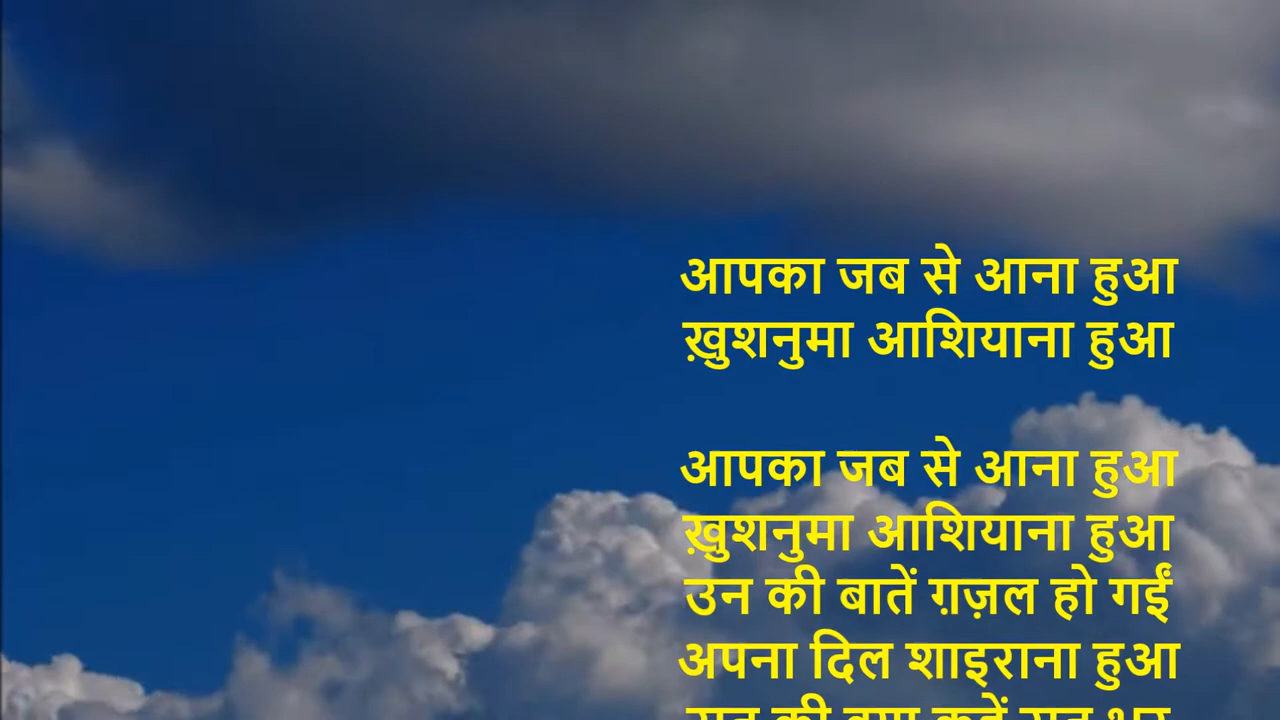 आपका जब से आना हुआ
ख़ुशनुमा आशियाना हुआ
आपका जब से आना हुआ
ख़ुशनुमा आशियाना हुआ
उन की बातें ग़ज़ल हो गईं
अपना दिल शाइराना हुआ